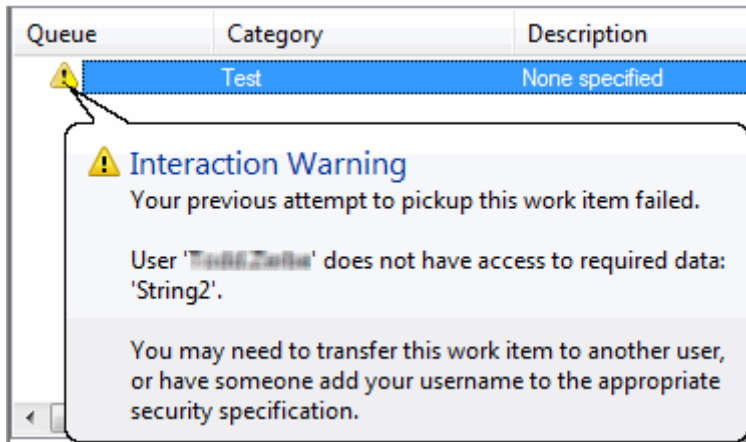 Queue Category Description
Test None specified
Interaction Warning
Your previous attempt to pickup this work item failed.
User '' does not have access to required data:
'String2'.
You may need to transfer this work item to another user,
or have someone add your username to the appropriate
security specification.